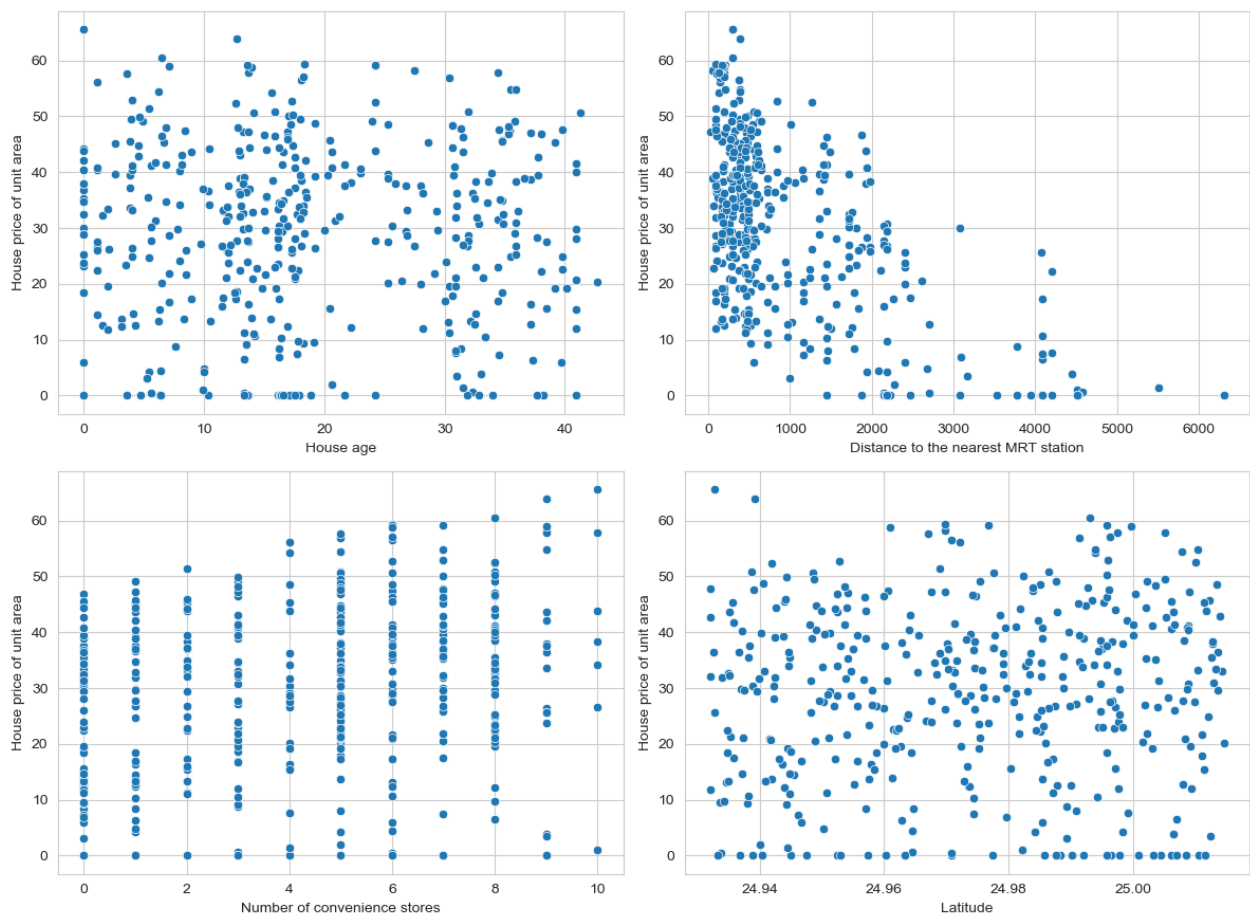 House price of unit area
60
50
40
30
20
10
0
0 10 20 30 40
House age
House price of unit area
60
50
40
30
20
10
0
0 1000 2000 3000 4000 5000 6000
Distance to the nearest MRT station
House price of unit area
60
50
40
30
20
10
0
0 2 4 6 8 10
Number of convenience stores
House price of unit area
60
50
40
30
20
10
0
24.94 24.96 24.98 25.00
Latitude